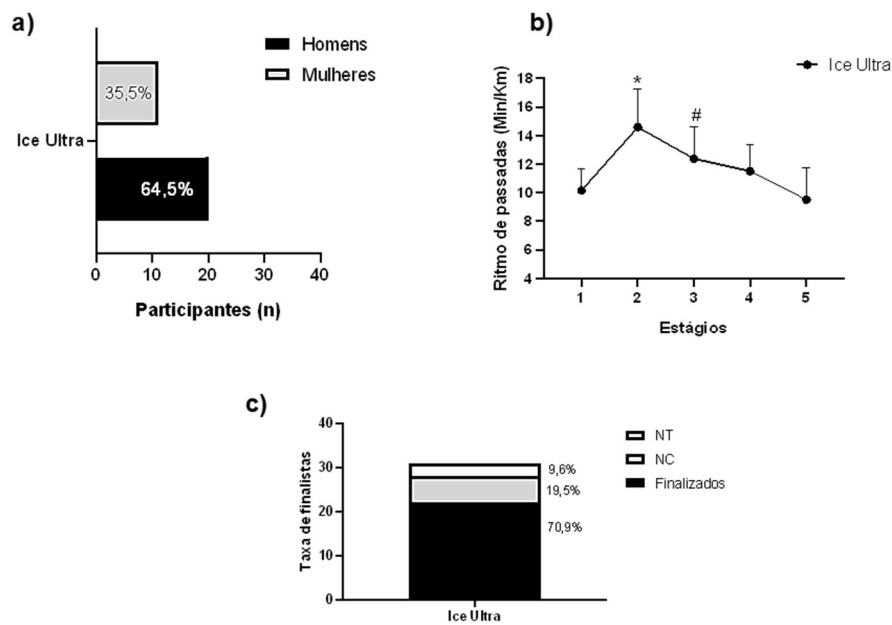 a)
Homens
Mulheres
35,5%
Ice Ultra
64,5%
0 10 20 30 40
Participantes (n)
b)
Ice Ultra
Ritmo de passadas (Min/Km)
18
16
14
12
10
8
6
4
*
#
1 2 3 4 5
Estágios
c)
Taxa de finalistas
40
30
20
10
0
9,6%
19,5%
70,9%
NT
NC
Finalizados
Ice Ultra